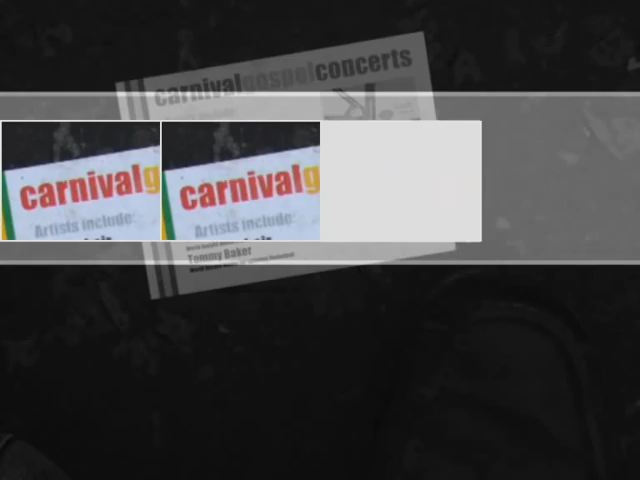 carnivalgospelconcerts
carnivalg
Artists include:
carnivalg
Artists include:
Tommy Baker